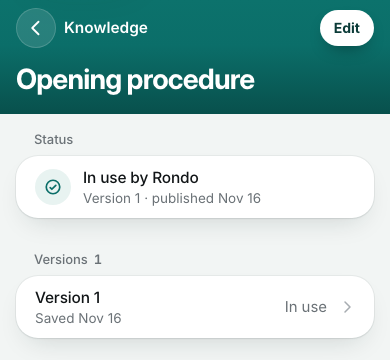 Knowledge
Edit
Opening procedure
Status
In use by Rondo
Version 1 · published Nov 16
Versions 1
Version 1
Saved Nov 16
In use